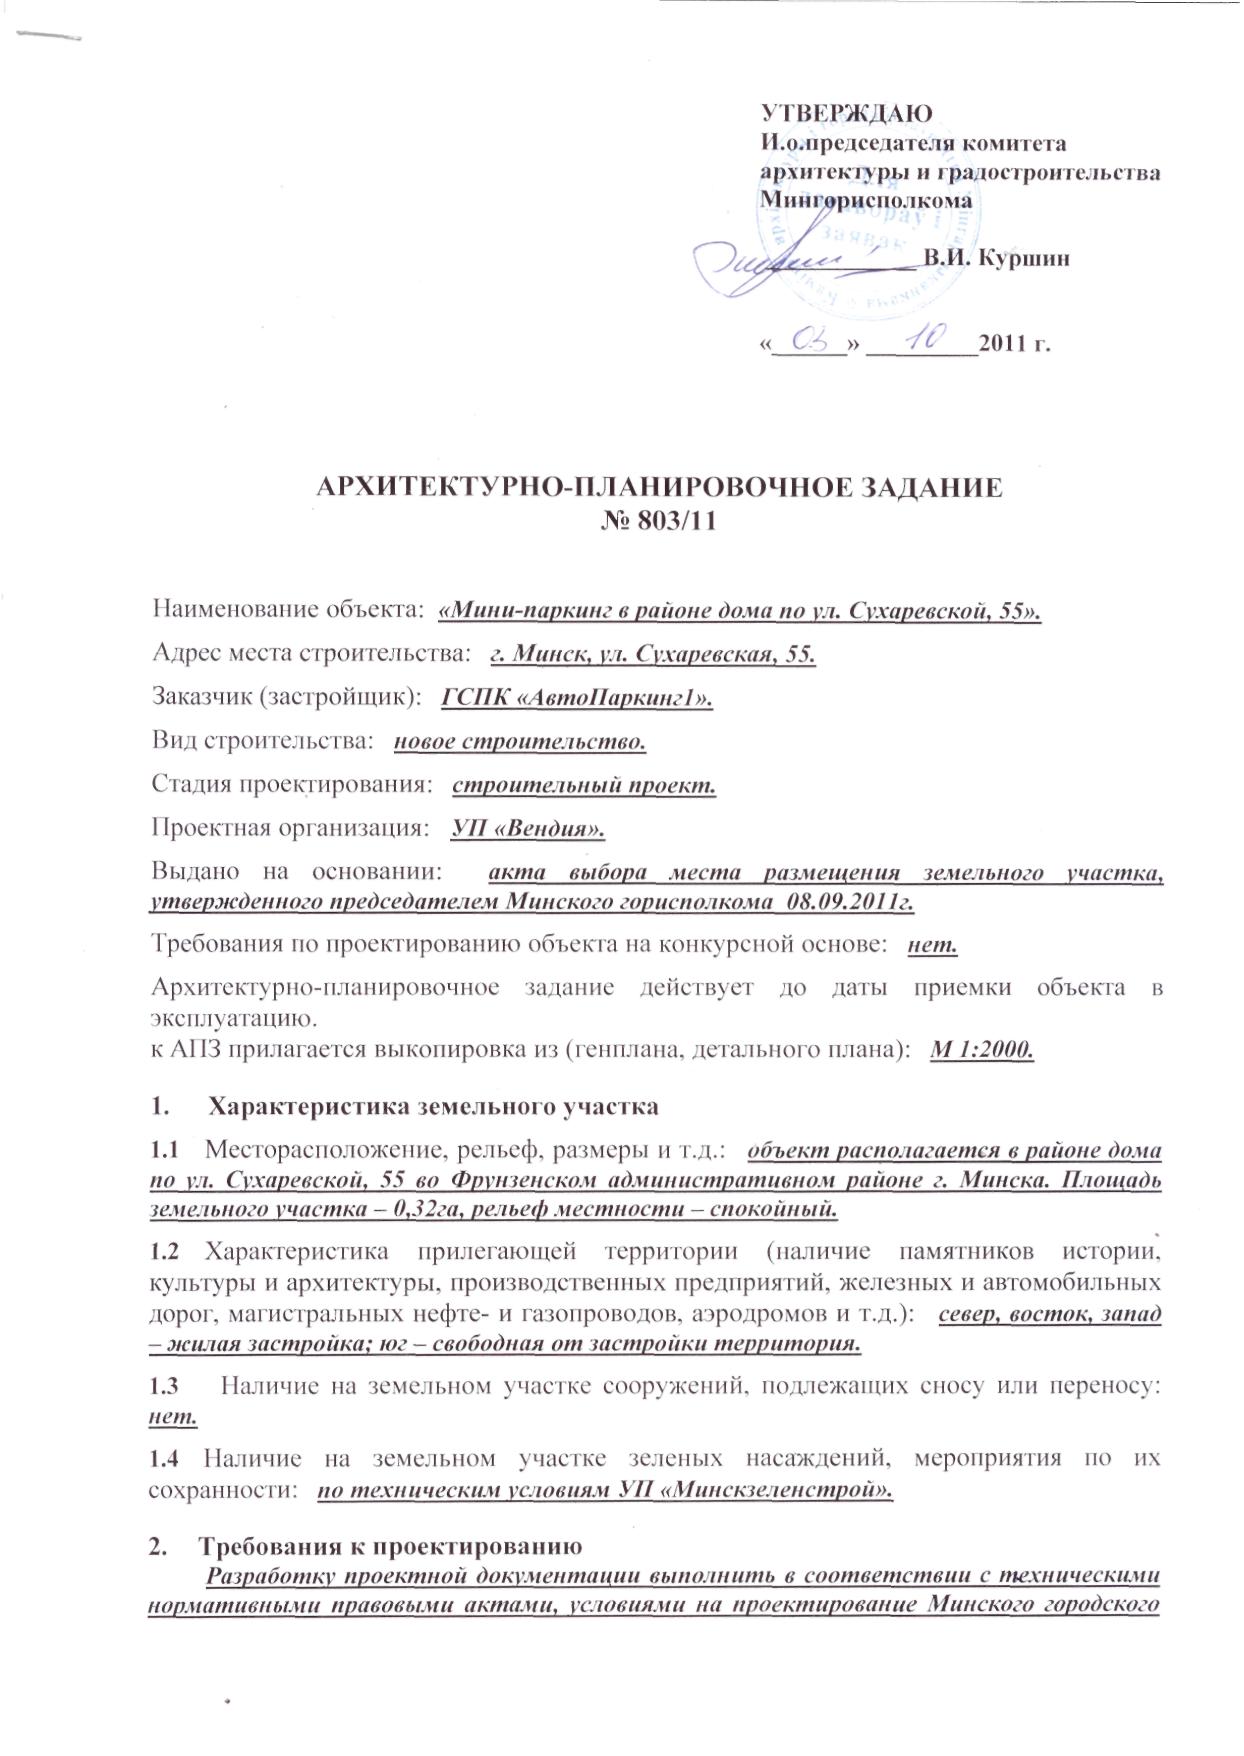 УТВЕРЖДАЮ
И.о.председателя комитета
архитектуры и градостроительства
Мингорисполкома
Для
заявак
В.И. Куршин
« 03 » 10 2011 г.
АРХИТЕКТУРНО-ПЛАНИРОВОЧНОЕ ЗАДАНИЕ
№ 803/11
Наименование объекта: «Мини-паркинг в районе дома по ул. Сухаревской, 55».
Адрес места строительства: г. Минск, ул. Сухаревская, 55.
Заказчик (застройщик): ГСПК «АвтоПаркинг1».
Вид строительства: новое строительство.
Стадия проектирования: строительный проект.
Проектная организация: УП «Вендия».
Выдано на основании: акта выбора места размещения земельного участка,
утвержденного председателем Минского горисполкома 08.09.2011г.
Требования по проектированию объекта на конкурсной основе: нет.
Архитектурно-планировочное задание действует до даты приемки объекта в
эксплуатацию.
к АПЗ прилагается выкопировка из (генплана, детального плана): М 1:2000.
1. Характеристика земельного участка
1.1 Месторасположение, рельеф, размеры и т.д.: объект располагается в районе дома
по ул. Сухаревской, 55 во Фрунзенском административном районе г. Минска. Площадь
земельного участка – 0,32га, рельеф местности – спокойный.
1.2 Характеристика прилегающей территории (наличие памятников истории,
культуры и архитектуры, производственных предприятий, железных и автомобильных
дорог, магистральных нефте- и газопроводов, аэродромов и т.д.): север, восток, запад
– жилая застройка; юг – свободная от застройки территория.
1.3 Наличие на земельном участке сооружений, подлежащих сносу или переносу:
нет.
1.4 Наличие на земельном участке зеленых насаждений, мероприятия по их
сохранности: по техническим условиям УП «Минскзеленстрой».
2. Требования к проектированию
Разработку проектной документации выполнить в соответствии с техническими
нормативными правовыми актами, условиями на проектирование Минского городского